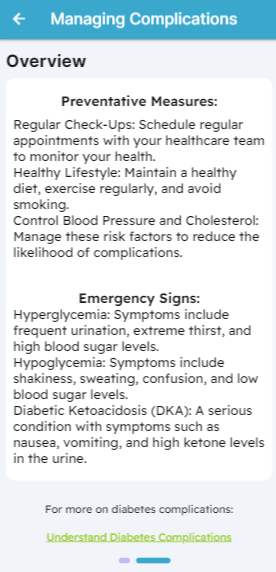 Managing Complications
Overview
Preventative Measures:
Regular Check-Ups: Schedule regular
appointments with your healthcare team
to monitor your health.
Healthy Lifestyle: Maintain a healthy
diet, exercise regularly, and avoid
smoking.
Control Blood Pressure and Cholesterol:
Manage these risk factors to reduce the
likelihood of complications.
Emergency Signs:
Hyperglycemia: Symptoms include
frequent urination, extreme thirst, and
high blood sugar levels.
Hypoglycemia: Symptoms include
shakiness, sweating, confusion, and low
blood sugar levels.
Diabetic Ketoacidosis (DKA): A serious
condition with symptoms such as
nausea, vomiting, and high ketone levels
in the urine.
For more on diabetes complications:
Understand Diabetes Complications